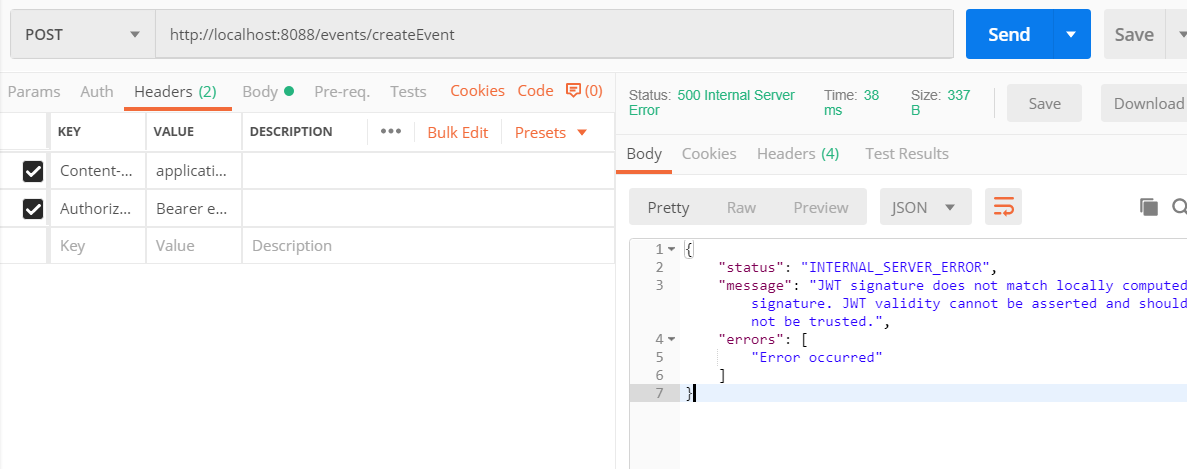 POST
http://localhost:8088/events/createEvent
Send
Save
Params Auth Headers (2) Body Pre-req. Tests Cookies Code (0)
KEY VALUE DESCRIPTION ••• Bulk Edit Presets
Content-... applicati...
Authoriz... Bearer e...
Key Value Description
Status: 500 Internal Server Error
Time: 38 ms
Size: 337 B
Save
Download
Body Cookies Headers (4) Test Results
Pretty Raw Preview JSON
1 {
2 "status": "INTERNAL_SERVER_ERROR",
3 "message": "JWT signature does not match locally computed
signature. JWT validity cannot be asserted and should
not be trusted.",
4 "errors": [
5 "Error occurred"
6 ]
7 }